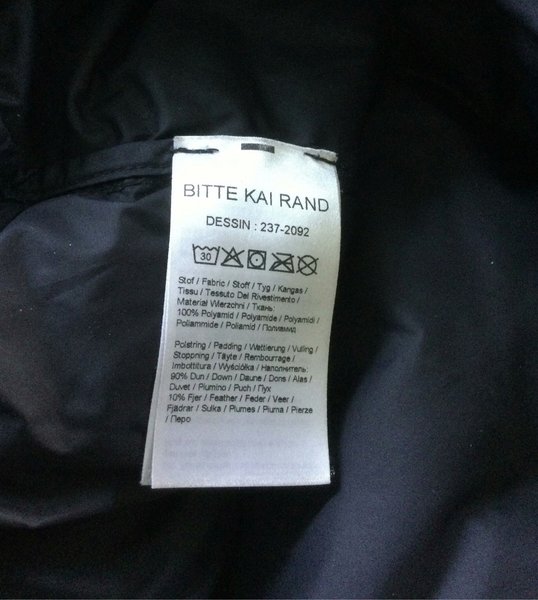 BITTE KAI RAND
DESSIN : 237-2092
30
Stof / Fabric / Stoff / Tyg / Kangas /
Tissu / Tessuto Del Rivestimento /
Material Wierzchni / Ткань:
100% Polyamid / Polyamide / Polyamidi /
Poliammide / Poliamid / Полиамид
Polstring / Padding / Wattierung / Vulling /
Stoppning / Täyte / Rembourrage /
Imbottitura / Wyściółka / Наполнитель:
90% Dun / Down / Daune / Dons / Alas /
Duvet / Piumino / Puch / Пух
10% Fjer / Feather / Feder / Veer /
Fjädrar / Sulka / Plumes / Piuma / Pierze
/ Перо